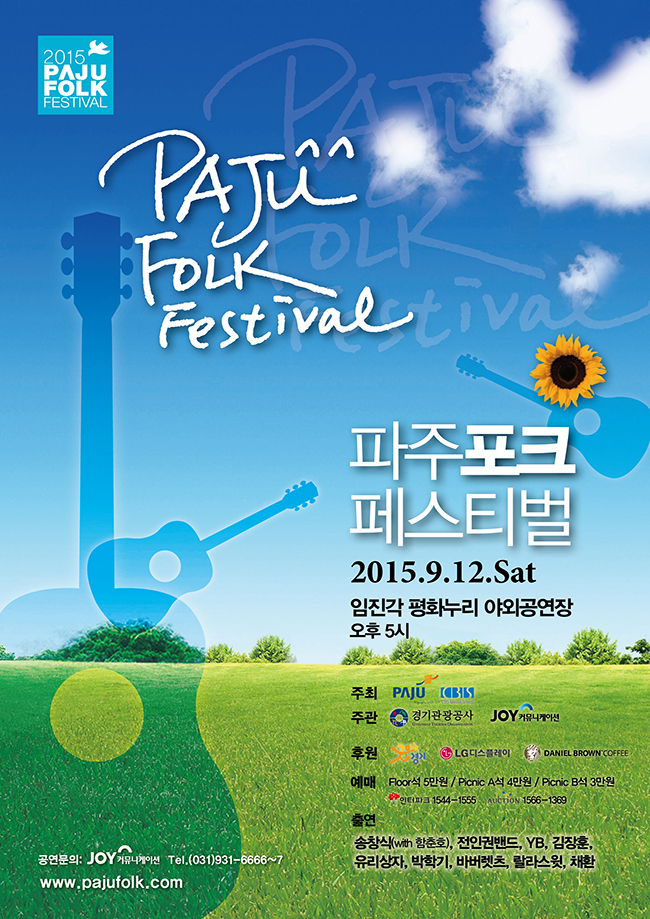 2015
PAJU
FOLK
FESTIVAL
PAJU
FOLK
Festival
PAJU
FOLK
Festival
파주포크
페스티벌
2015.9.12.Sat
임진각 평화누리 야외공연장
오후 5시
주최 PAJU CBS
주관 경기관광공사 JOY커뮤니케이션
후원 경기 LG디스플레이 DANIEL BROWN COFFEE
예매 Floor석 5만원 / Picnic A석 4만원 / Picnic B석 3만원
인터파크 1544-1555 AUCTION 1566-1369
출연
송창식(with 함춘호), 전인권밴드, YB, 김장훈,
유리상자, 박학기, 바버렛츠, 랄라스윗, 채환
공연문의: JOY커뮤니케이션 Tel.(031)931-6666~7
www.pajufolk.com